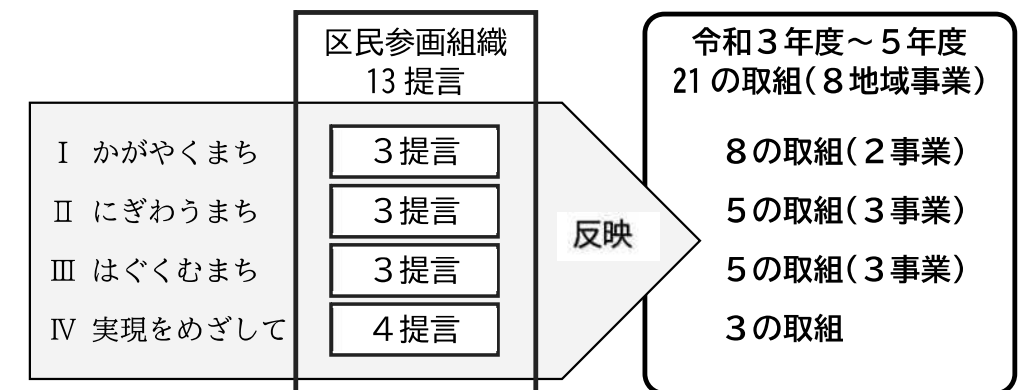 区民参画組織
13提言
令和3年度～5年度
21の取組(8地域事業)
Ⅰ かがやくまち 3提言 8の取組(2事業)
Ⅱ にぎわうまち 3提言 5の取組(3事業)
反映
Ⅲ はぐくむまち 3提言 5の取組(3事業)
Ⅳ 実現をめざして 4提言 3の取組